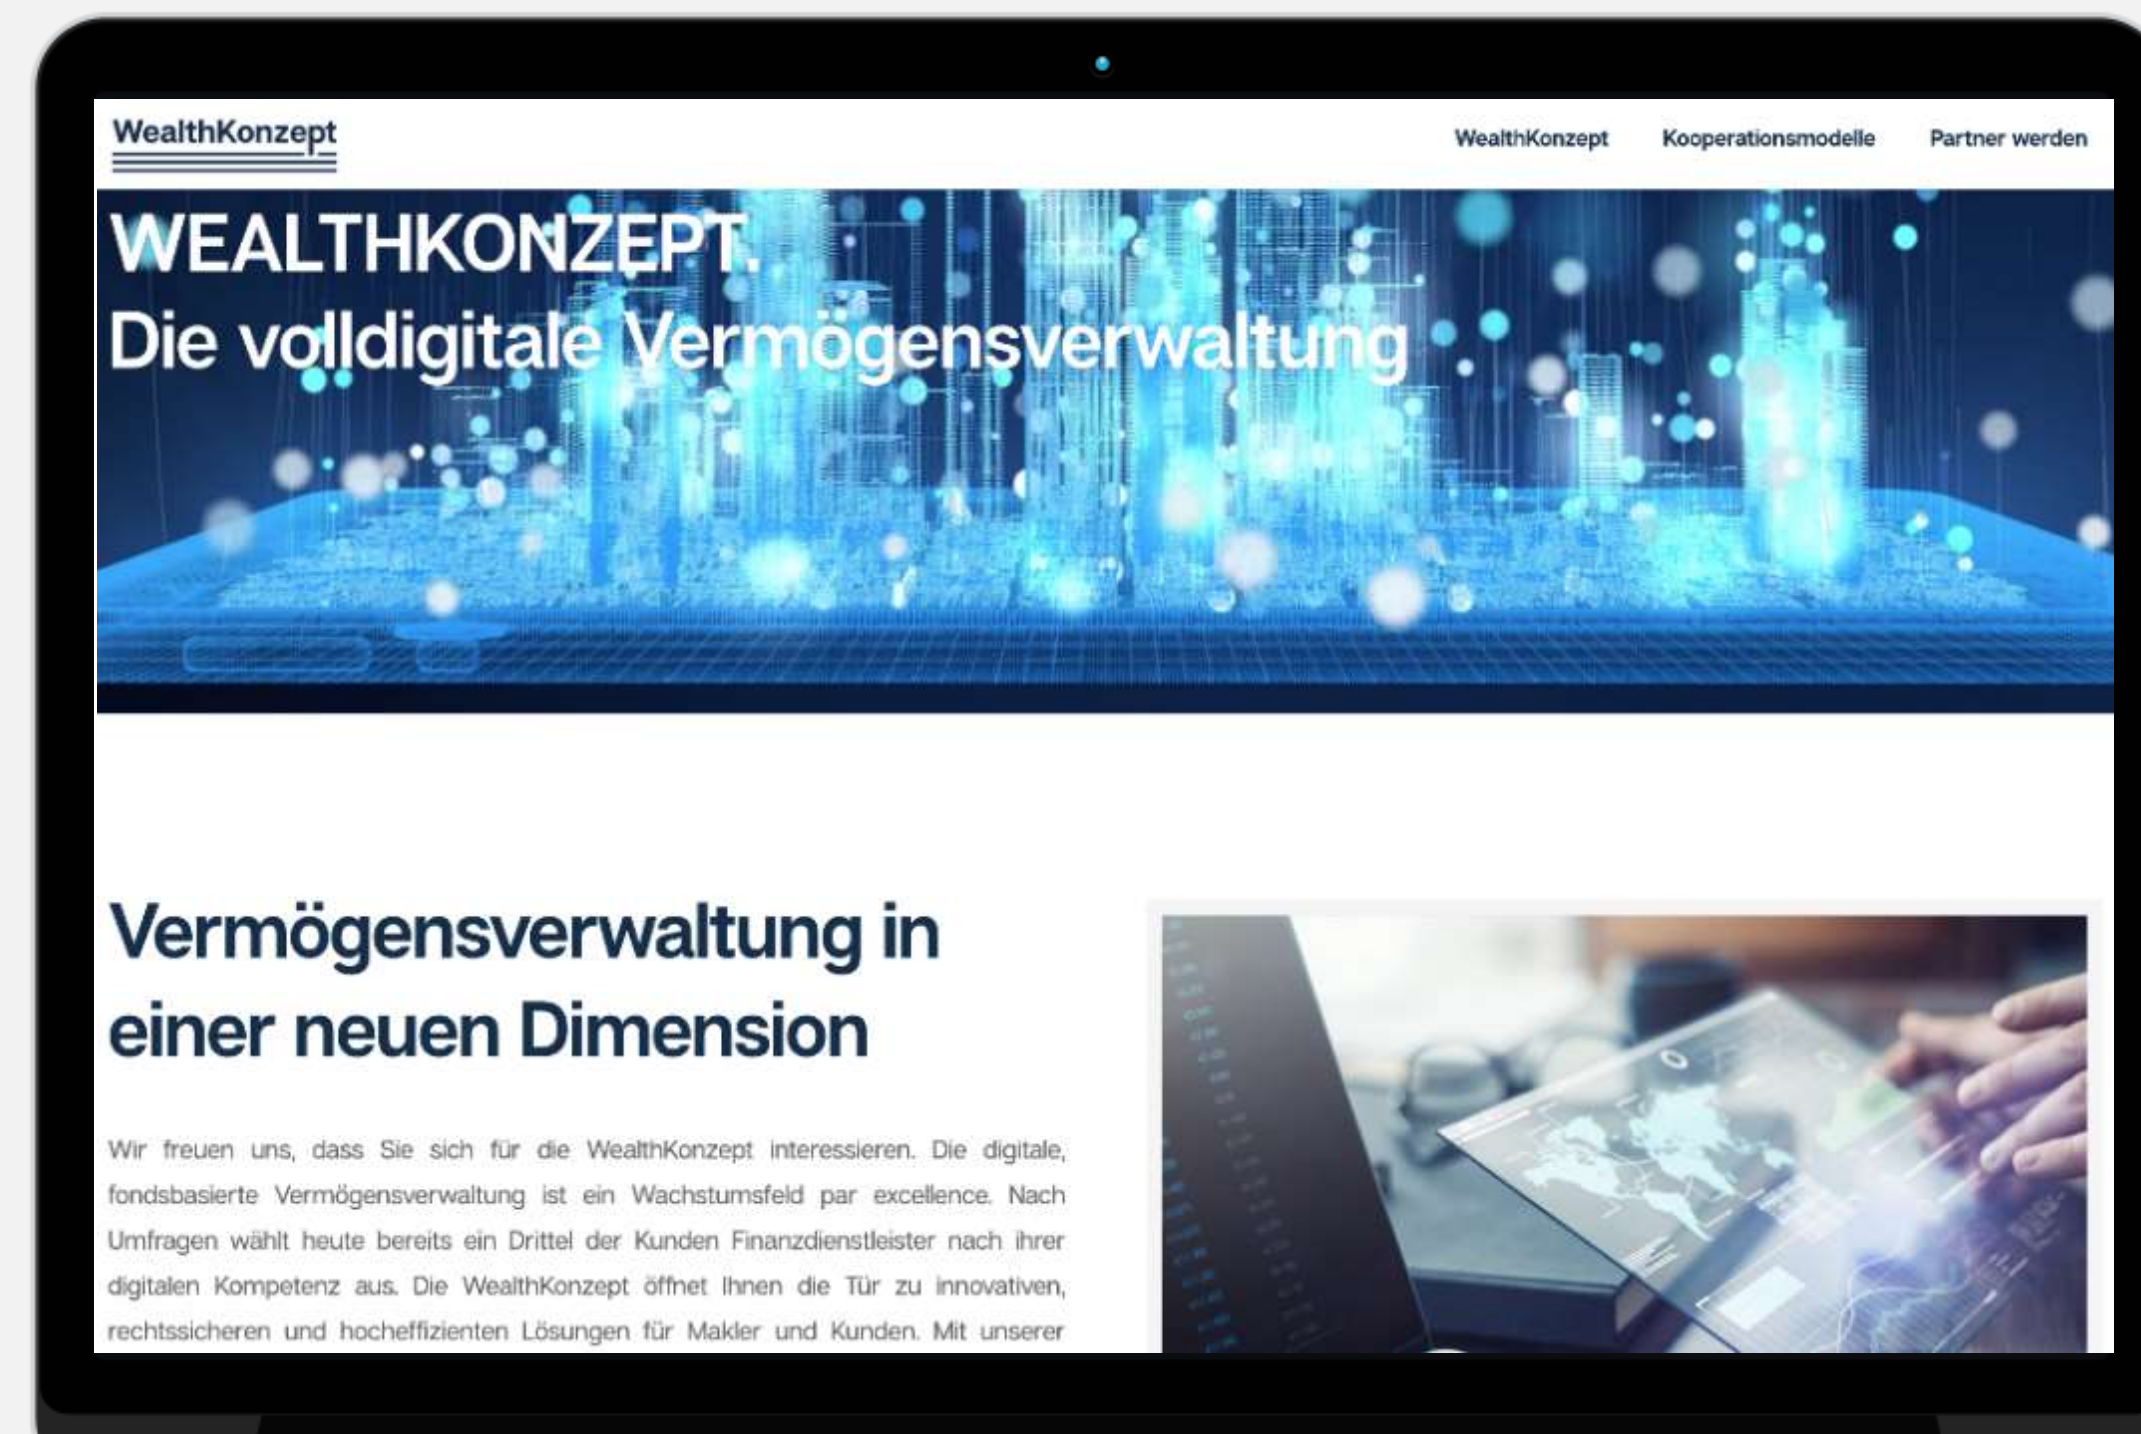 WealthKonzept
WealthKonzept Kooperationsmodelle Partner werden
WEALTHKONZEPT.
Die volldigitale Vermögensverwaltung
Vermögensverwaltung in
einer neuen Dimension
Wir freuen uns, dass Sie sich für die WealthKonzept interessieren. Die digitale,
fondsbasierte Vermögensverwaltung ist ein Wachstumsfeld par excellence. Nach
Umfragen wählt heute bereits ein Drittel der Kunden Finanzdienstleister nach ihrer
digitalen Kompetenz aus. Die WealthKonzept öffnet Ihnen die Tür zu innovativen,
rechtssicheren und hocheffizienten Lösungen für Makler und Kunden. Mit unserer